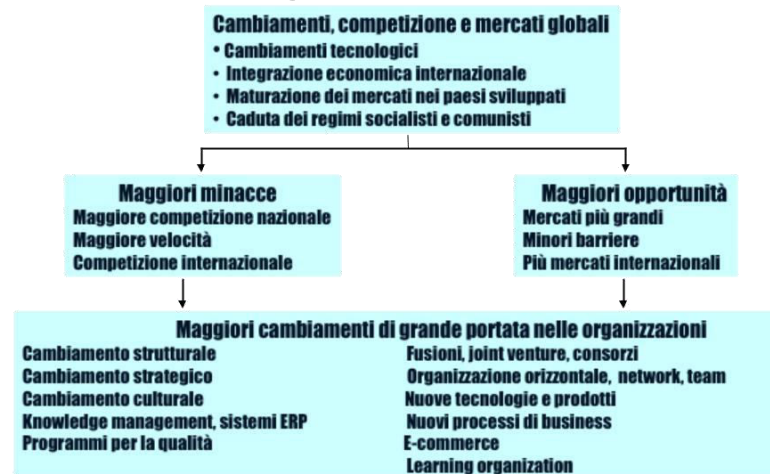 Cambiamenti, competizione e mercati globali
• Cambiamenti tecnologici
• Integrazione economica internazionale
• Maturazione dei mercati nei paesi sviluppati
• Caduta dei regimi socialisti e comunisti
Maggiori minacce
Maggiore competizione nazionale
Maggiore velocità
Competizione internazionale
Maggiori opportunità
Mercati più grandi
Minori barriere
Più mercati internazionali
Maggiori cambiamenti di grande portata nelle organizzazioni
Cambiamento strutturale
Cambiamento strategico
Cambiamento culturale
Knowledge management, sistemi ERP
Programmi per la qualità
Fusioni, joint venture, consorzi
Organizzazione orizzontale, network, team
Nuove tecnologie e prodotti
Nuovi processi di business
E-commerce
Learning organization